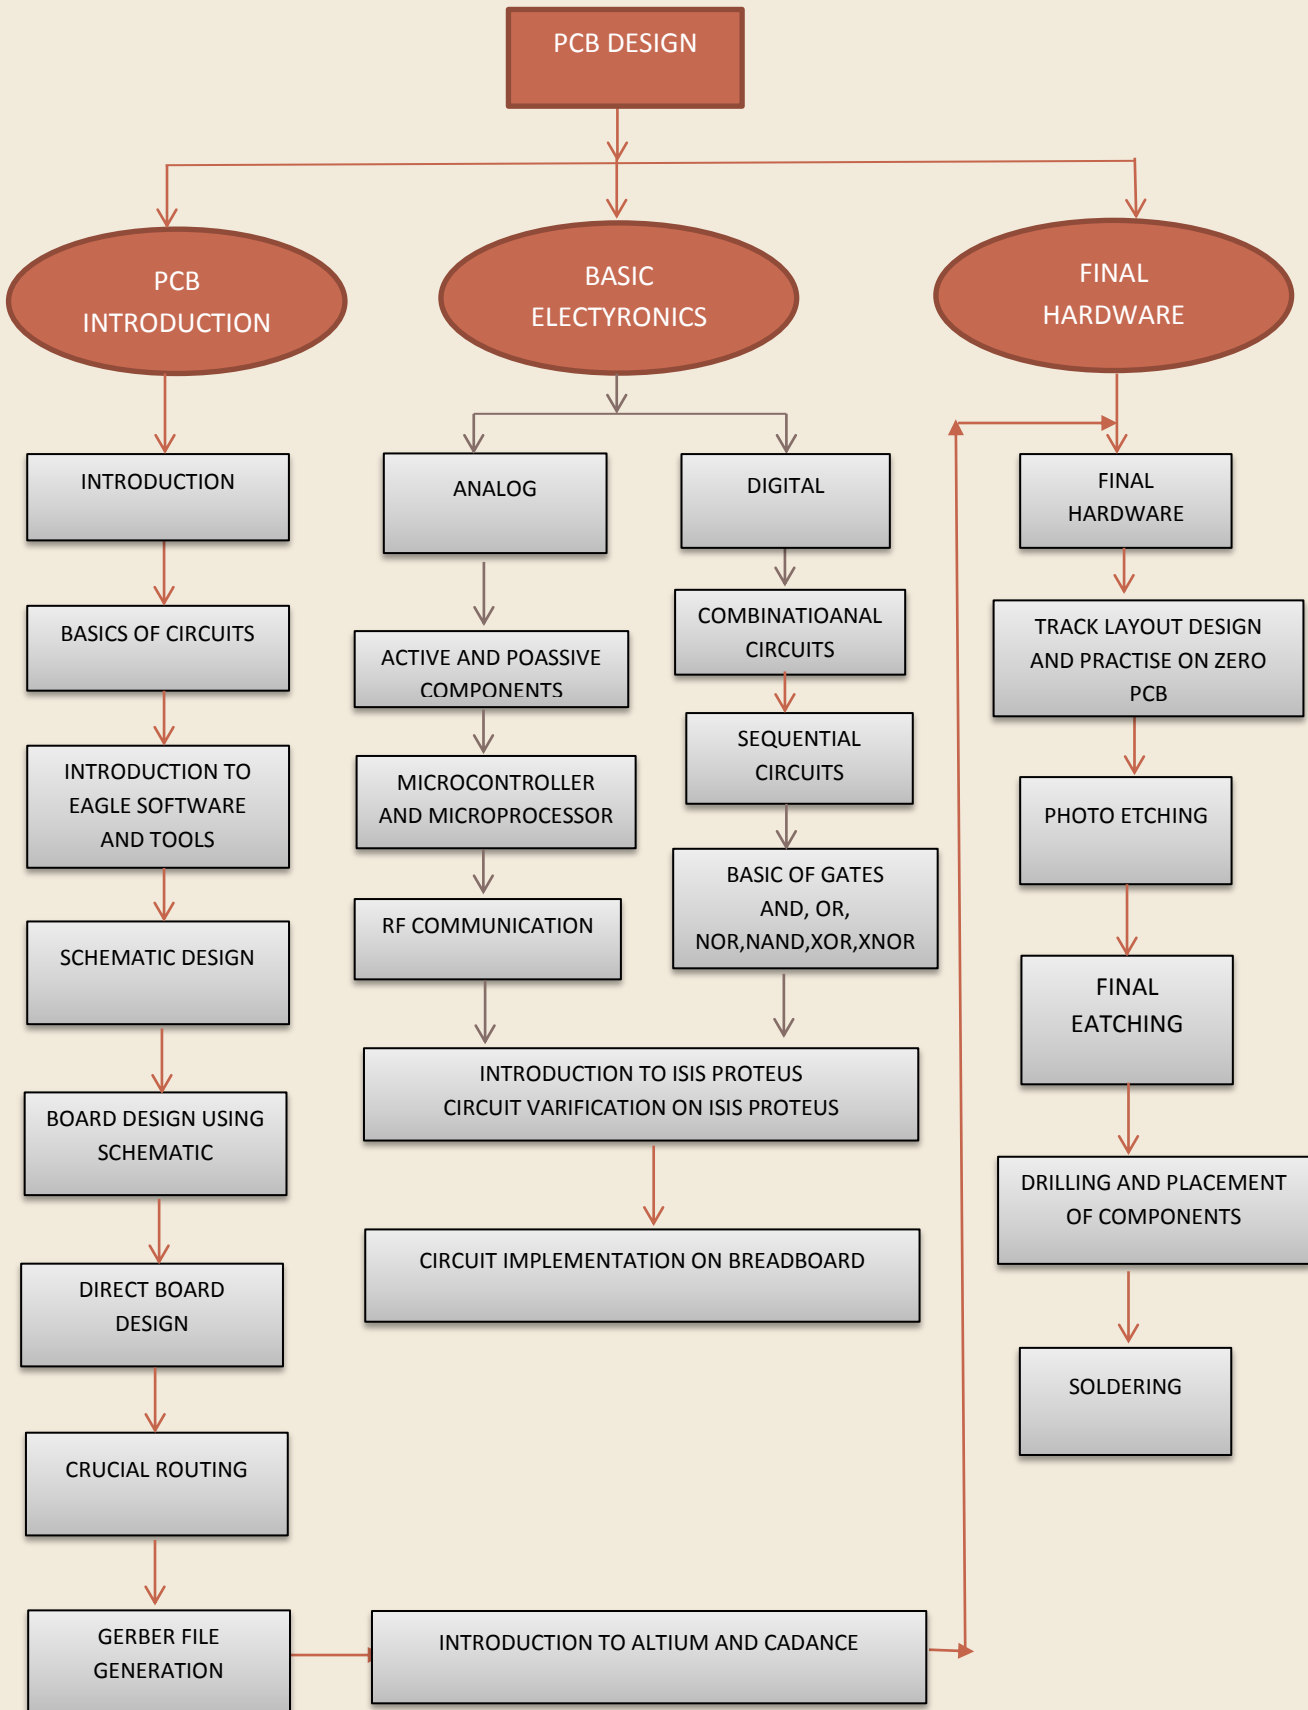 PCB DESIGN
PCB
INTRODUCTION
BASIC
ELECTYRONICS
FINAL
HARDWARE
INTRODUCTION
BASICS OF CIRCUITS
INTRODUCTION TO
EAGLE SOFTWARE
AND TOOLS
SCHEMATIC DESIGN
BOARD DESIGN USING
SCHEMATIC
DIRECT BOARD
DESIGN
CRUCIAL ROUTING
GERBER FILE
GENERATION
INTRODUCTION TO ALTIUM AND CADANCE
ANALOG
ACTIVE AND POASSIVE
COMPONENTS
MICROCONTROLLER
AND MICROPROCESSOR
RF COMMUNICATION
DIGITAL
COMBINATIOANAL
CIRCUITS
SEQUENTIAL
CIRCUITS
BASIC OF GATES
AND, OR,
NOR,NAND,XOR,XNOR
INTRODUCTION TO ISIS PROTEUS
CIRCUIT VARIFICATION ON ISIS PROTEUS
CIRCUIT IMPLEMENTATION ON BREADBOARD
FINAL
HARDWARE
TRACK LAYOUT DESIGN
AND PRACTISE ON ZERO
PCB
PHOTO ETCHING
FINAL
EATCHING
DRILLING AND PLACEMENT
OF COMPONENTS
SOLDERING